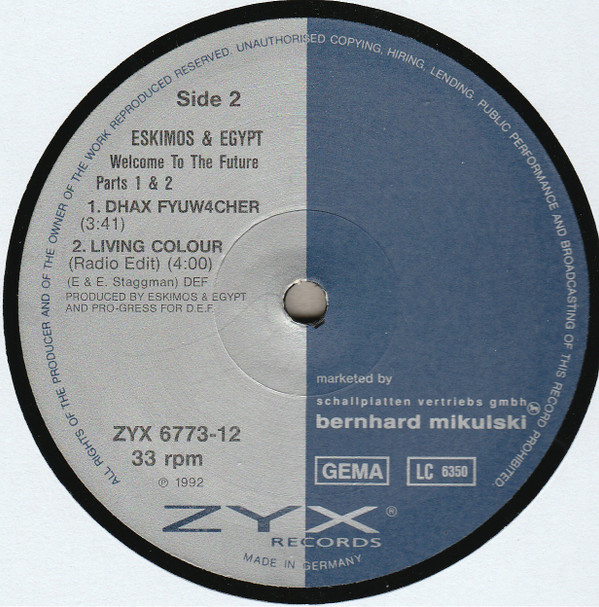 ALL RIGHTS OF THE PRODUCER AND OF THE OWNER OF THE WORK REPRODUCED RESERVED. UNAUTHORISED COPYING, HIRING, LENDING, PUBLIC PERFORMANCE AND BROADCASTING OF THIS RECORD PROHIBITED.
Side 2
ESKIMOS & EGYPT
Welcome To The Future
Parts 1 & 2
1. DHAX FYUW4CHER
(3:41)
2. LIVING COLOUR
(Radio Edit) (4:00)
(E & E. Staggman) DEF
PRODUCED BY ESKIMOS & EGYPT
AND PRO-GRESS FOR D.E.F.
marketed by
schallplatten vertriebs gmbh
bernhard mikulski ®
ZYX 6773-12
33 rpm
GEMA
LC 6350
℗ 1992
ZYX ®
RECORDS
MADE IN GERMANY